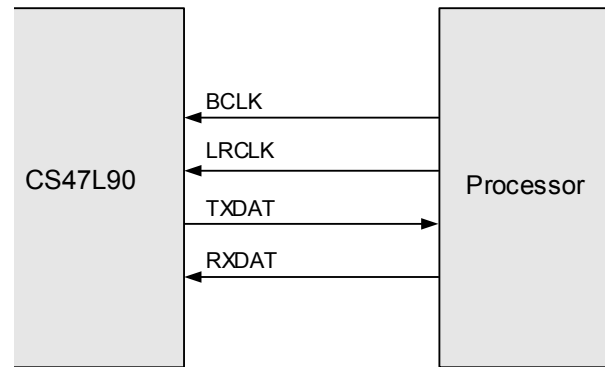 BCLK
LRCLK
CS47L90
Processor
TXDAT
RXDAT